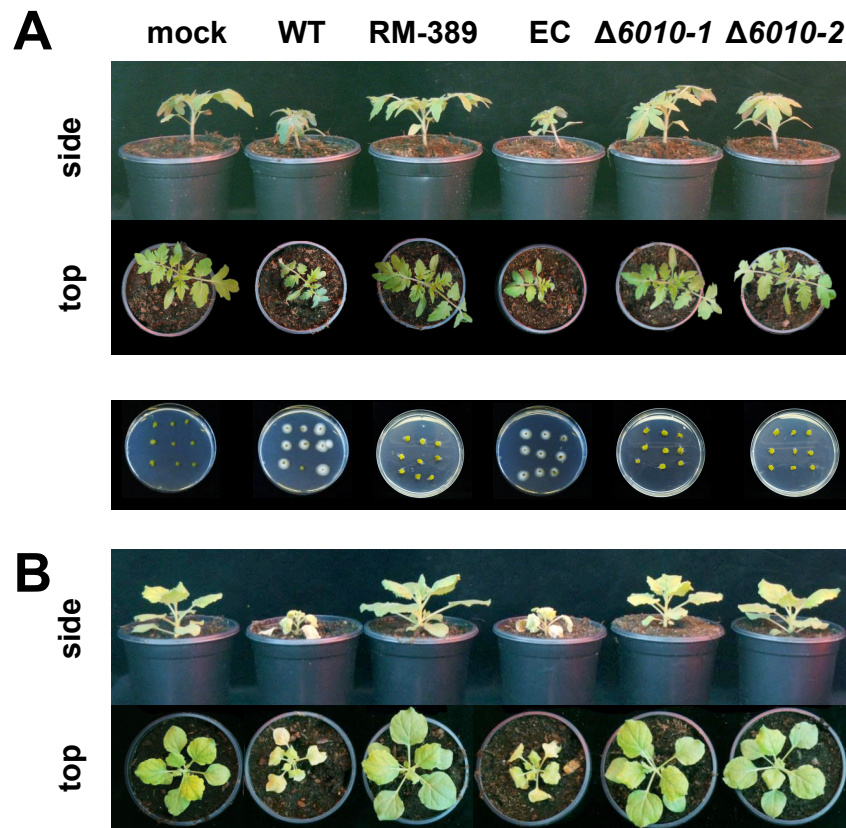 A
mock WT RM-389 EC Δ6010-1 Δ6010-2
side
top
B
side
top